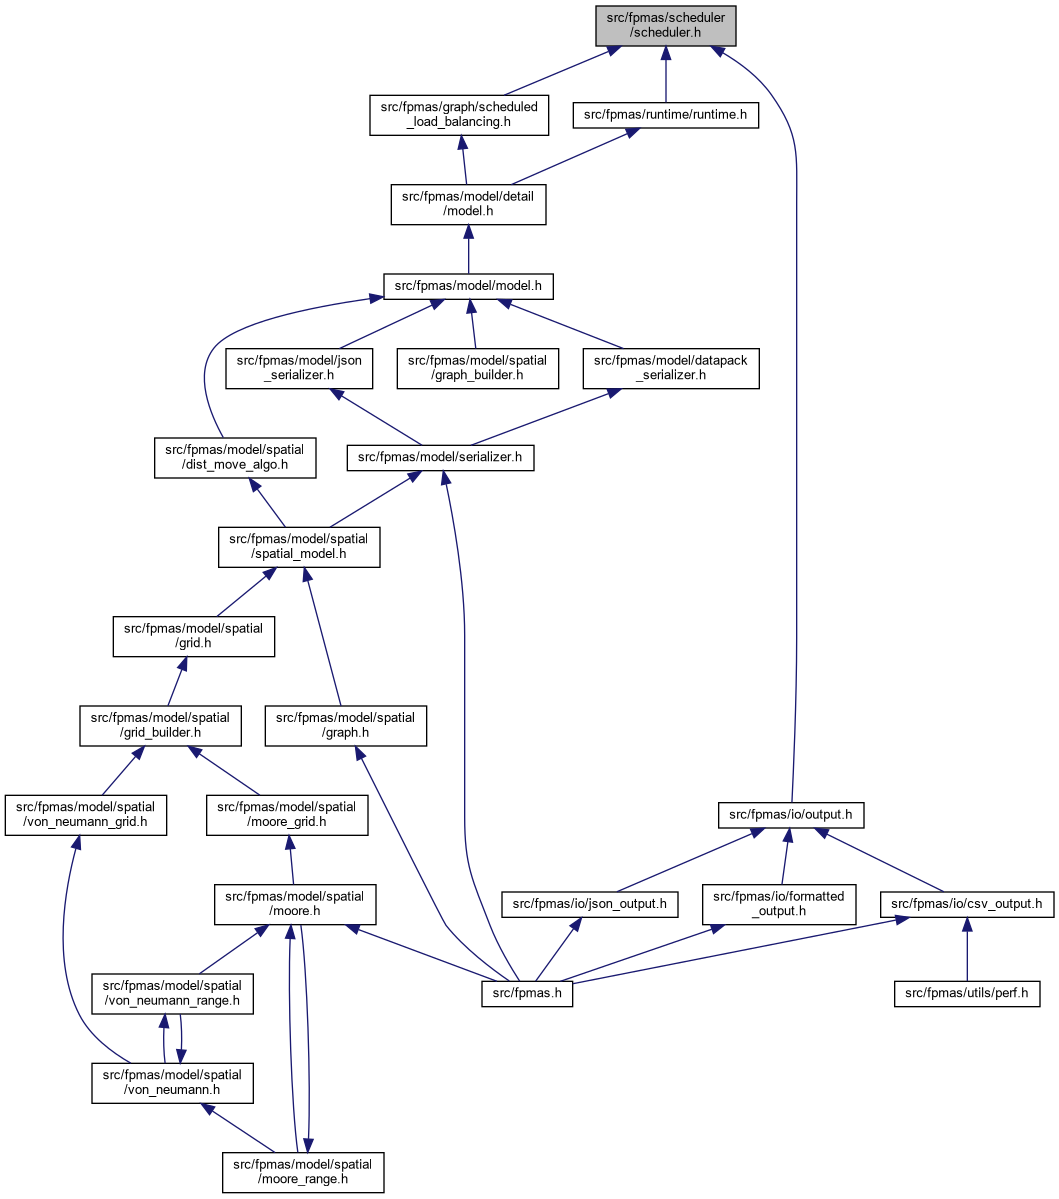 src/fpmas/scheduler
/scheduler.h
src/fpmas/graph/scheduled
_load_balancing.h
src/fpmas/runtime/runtime.h
src/fpmas/model/detail
/model.h
src/fpmas/model/model.h
src/fpmas/model/json
_serializer.h
src/fpmas/model/spatial
/graph_builder.h
src/fpmas/model/datapack
_serializer.h
src/fpmas/model/spatial
/dist_move_algo.h
src/fpmas/model/serializer.h
src/fpmas/model/spatial
/spatial_model.h
src/fpmas/model/spatial
/grid.h
src/fpmas/model/spatial
/grid_builder.h
src/fpmas/model/spatial
/graph.h
src/fpmas/model/spatial
/von_neumann_grid.h
src/fpmas/model/spatial
/moore_grid.h
src/fpmas/io/output.h
src/fpmas/model/spatial
/moore.h
src/fpmas/io/json_output.h
src/fpmas/io/formatted
_output.h
src/fpmas/io/csv_output.h
src/fpmas/model/spatial
/von_neumann_range.h
src/fpmas.h
src/fpmas/utils/perf.h
src/fpmas/model/spatial
/von_neumann.h
src/fpmas/model/spatial
/moore_range.h